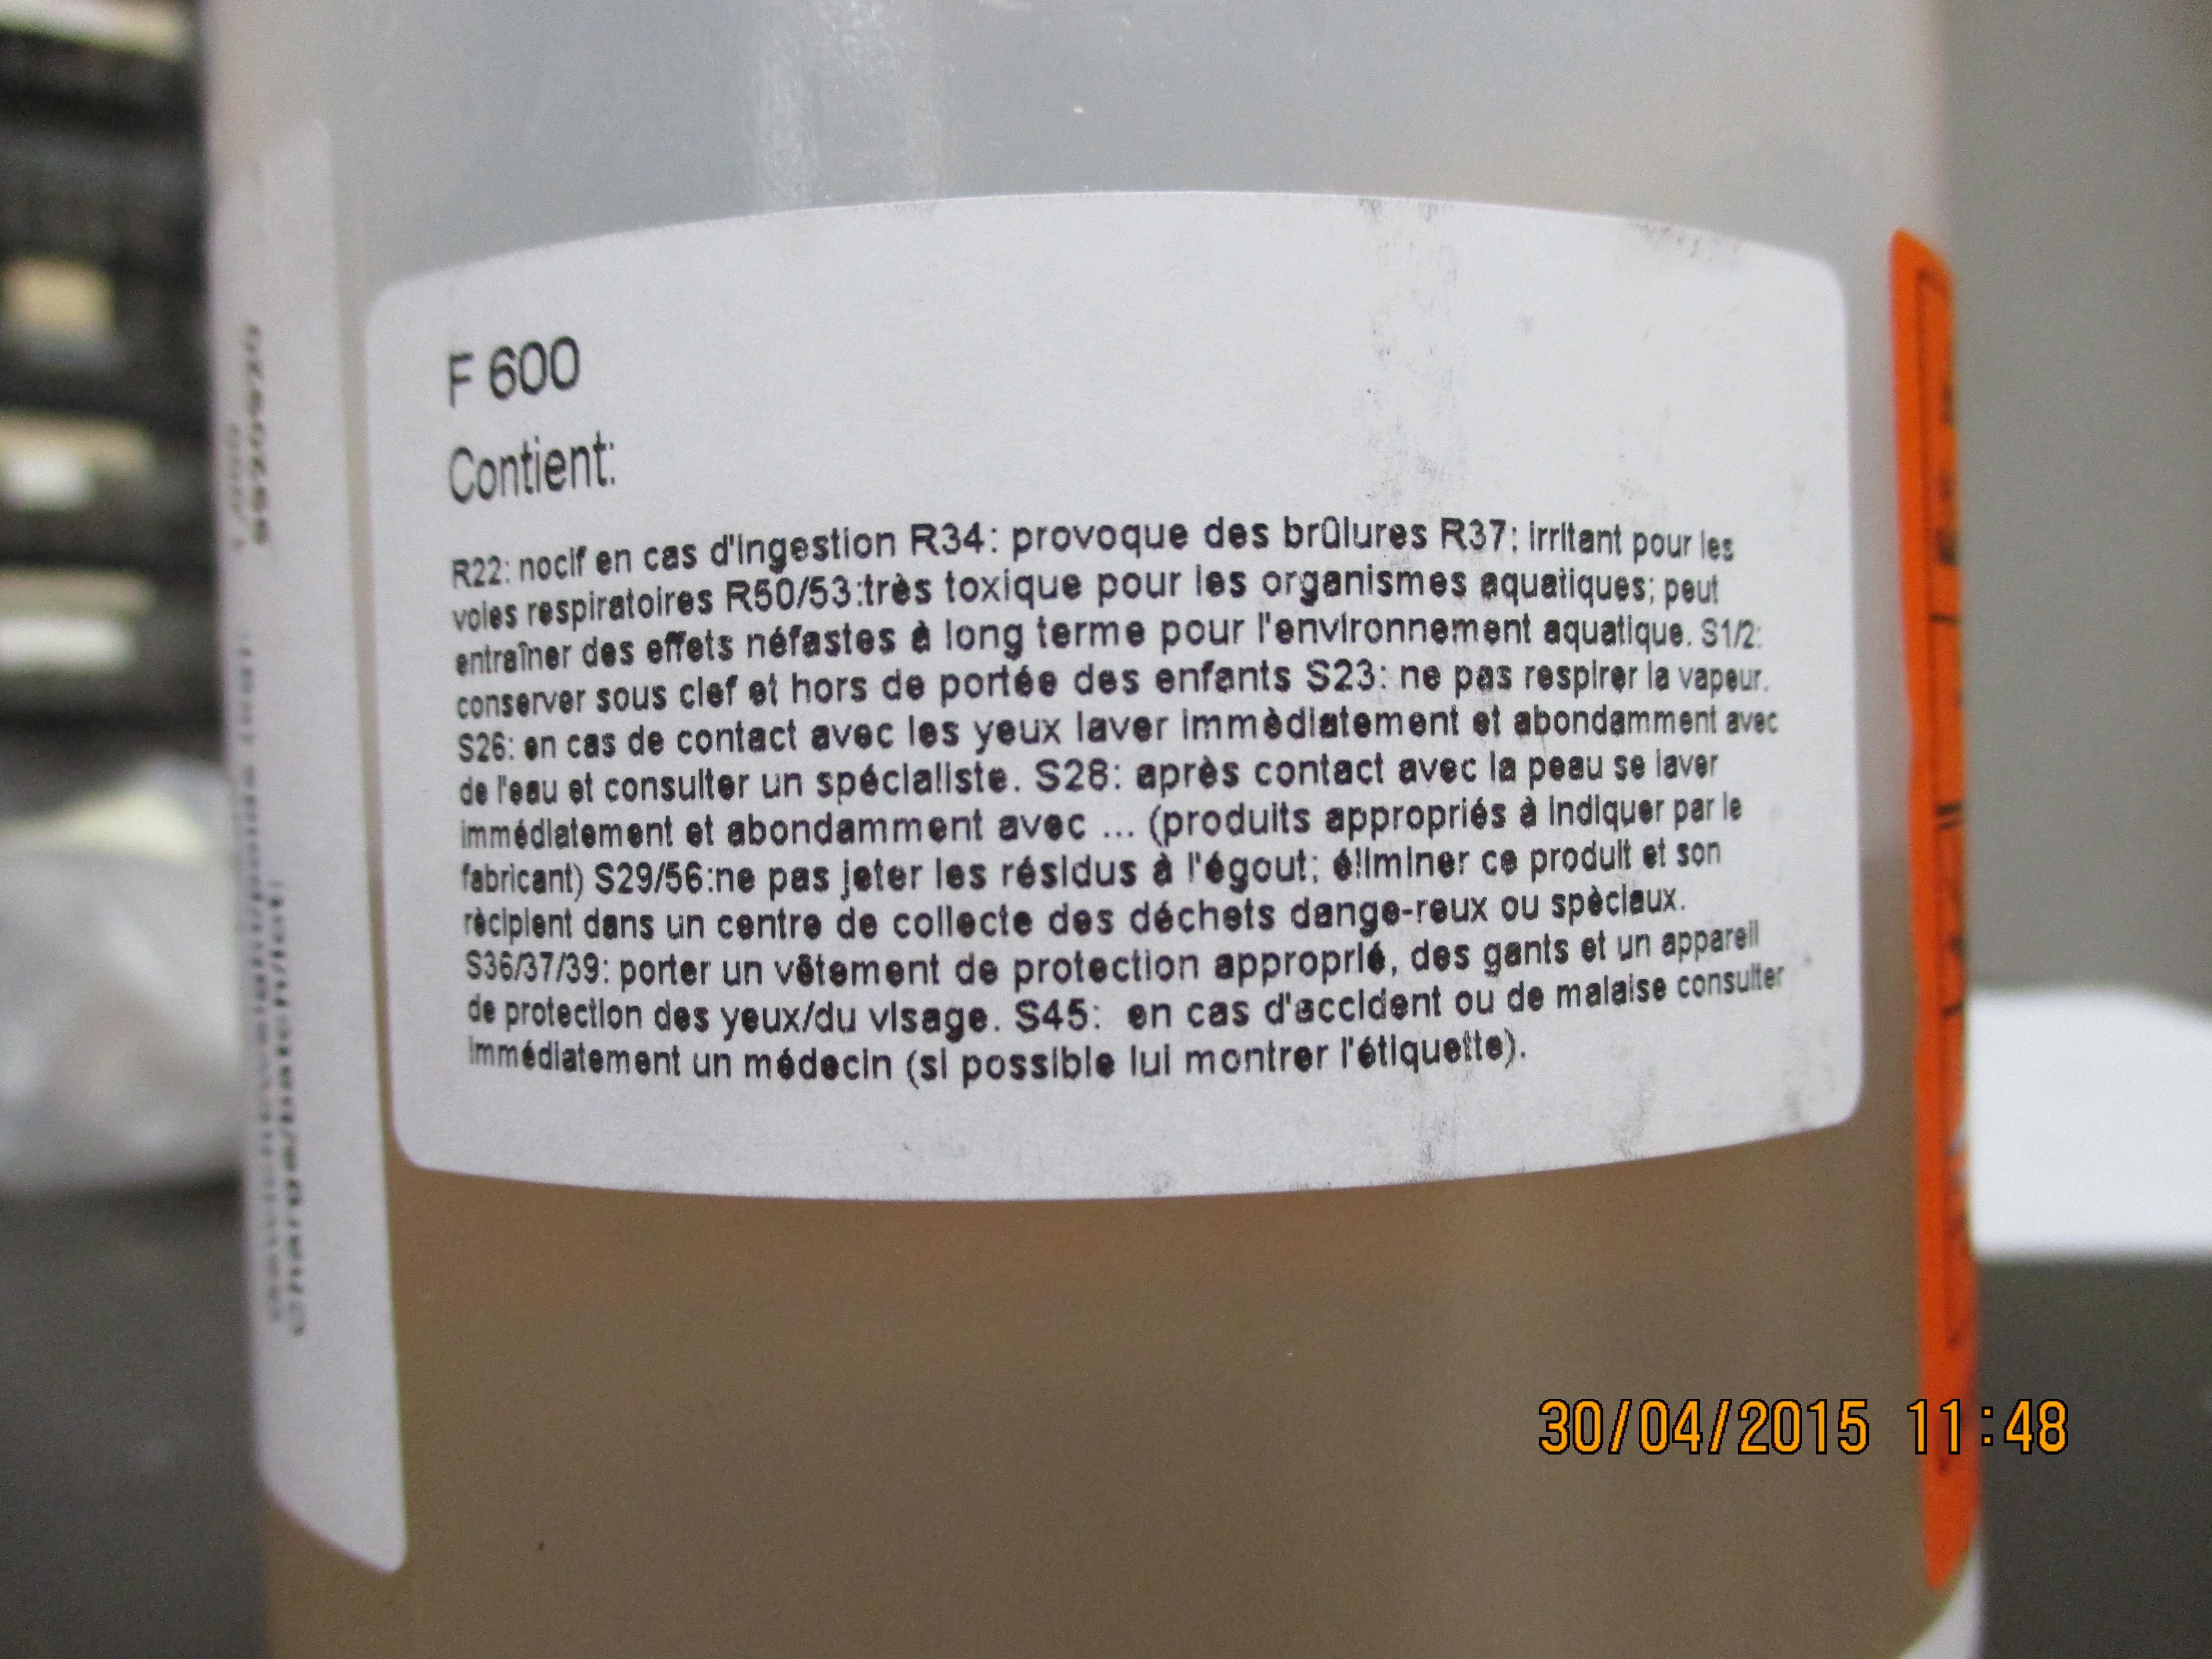 F 600
Contient:
R22: nocif en cas d'ingestion R34: provoque des brûlures R37: irritant pour les
voies respiratoires R50/53:très toxique pour les organismes aquatiques; peut
entraîner des effets néfastes à long terme pour l'environnement aquatique. S1/2:
conserver sous clef et hors de portée des enfants S23: ne pas respirer la vapeur.
S26: en cas de contact avec les yeux laver immèdiatement et abondamment avec
de l'eau et consulter un spécialiste. S28: après contact avec la peau se laver
immédiatement et abondamment avec ... (produits appropriés à indiquer par le
fabricant) S29/56:ne pas jeter les résidus à l'égout; éliminer ce produit et son
rècipient dans un centre de collecte des déchets dange-reux ou spèciaux.
S36/37/39: porter un vêtement de protection approprié, des gants et un appareil
de protection des yeux/du visage. S45: en cas d'accident ou de malaise consulter
immédiatement un médecin (si possible lui montrer l'étiquette).
30/04/2015 11:48